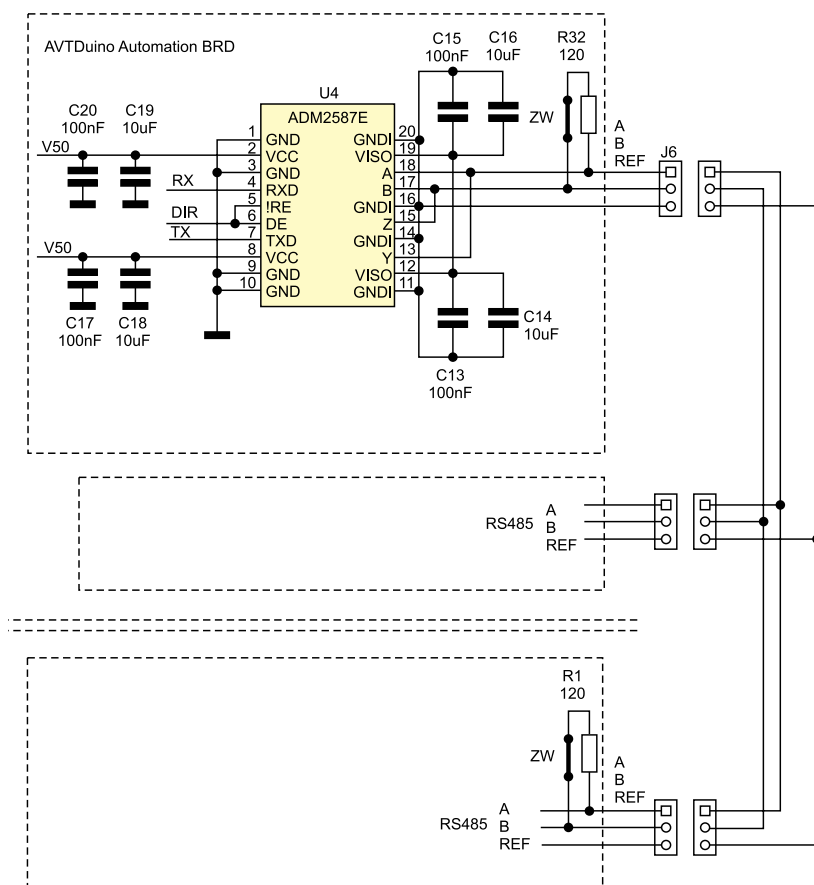 AVTDuino Automation BRD
C15
100nF
C16
10uF
R32
120
U4
ADM2587E
C20
100nF
C19
10uF
ZW
A
B
REF
J6
V50
RX
DIR
TX
V50
1 GND
2 VCC
3 GND
4 RXD
5 !RE
6 DE
7 TXD
8 VCC
9 GND
10 GND
GNDI 20
VISO 19
A 18
B 17
GNDI 16
Z 15
GNDI 14
Y 13
VISO 12
GNDI 11
C17
100nF
C18
10uF
C14
10uF
C13
100nF
RS485
A
B
REF
R1
120
ZW
A
B
REF
RS485
A
B
REF